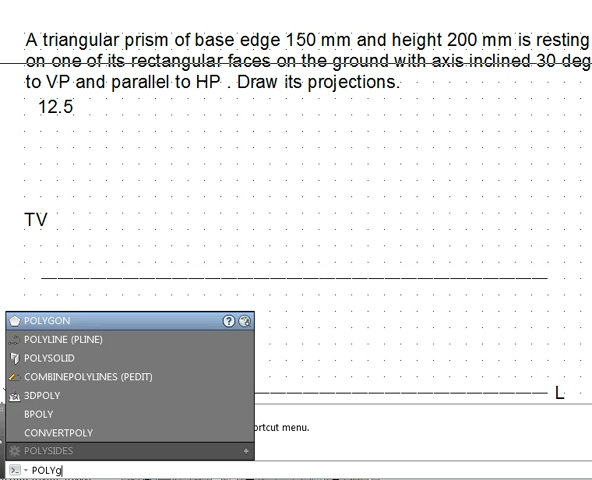 A triangular prism of base edge 150 mm and height 200 mm is resting
on one of its rectangular faces on the ground with axis inclined 30 deg
to VP and parallel to HP . Draw its projections.
12.5
TV
L
POLYGON
POLYLINE (PLINE)
POLYSOLID
COMBINEPOLYLINES (PEDIT)
3DPOLY
BPOLY
CONVERTPOLY
POLYSIDES
ortcut menu.
POLYg